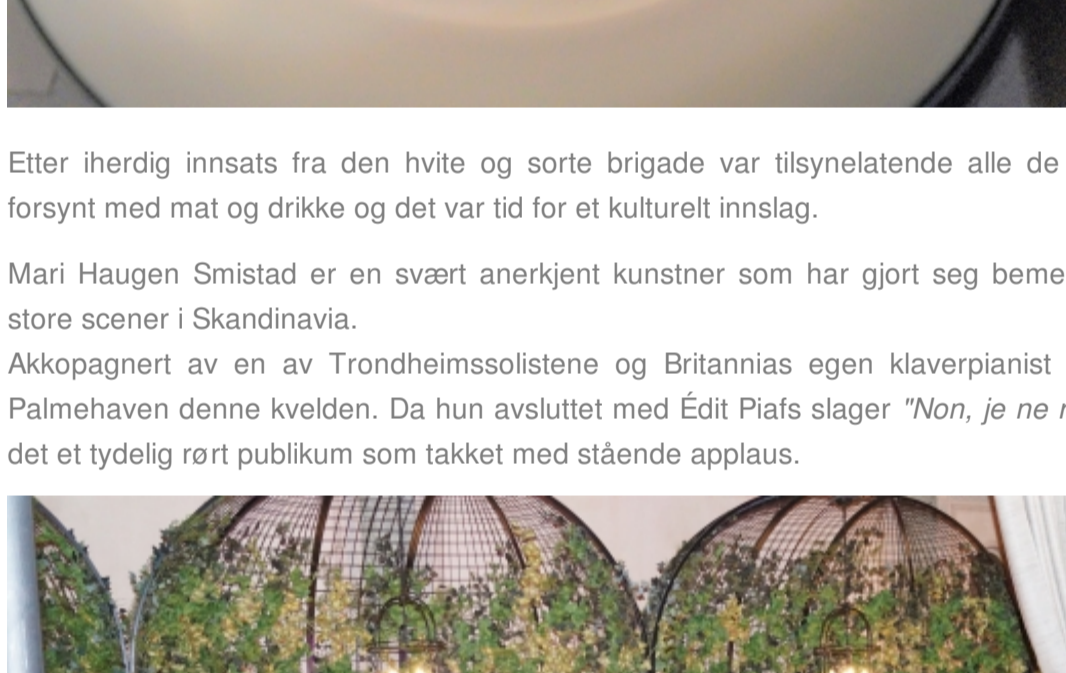 Etter iherdig innsats fra den hvite og sorte brigade var tilsynelatende alle de
forsynt med mat og drikke og det var tid for et kulturelt innslag.
Mari Haugen Smistad er en svært anerkjent kunstner som har gjort seg beme
store scener i Skandinavia.
Akkopagnert av en av Trondheimssolistene og Britannias egen klaverpianist
Palmehaven denne kvelden. Da hun avsluttet med Édit Piafs slager "Non, je ne
det et tydelig rørt publikum som takket med stående applaus.